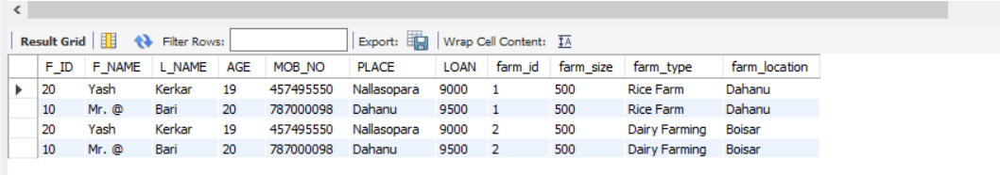 Result Grid Filter Rows: Export: Wrap Cell Content:
F_ID F_NAME L_NAME AGE MOB_NO PLACE LOAN farm_id farm_size farm_type farm_location
20 Yash Kerkar 19 457495550 Nallasopara 9000 1 500 Rice Farm Dahanu
10 Mr. @ Bari 20 787000098 Dahanu 9500 1 500 Rice Farm Dahanu
20 Yash Kerkar 19 457495550 Nallasopara 9000 2 500 Dairy Farming Boisar
10 Mr. @ Bari 20 787000098 Dahanu 9500 2 500 Dairy Farming Boisar